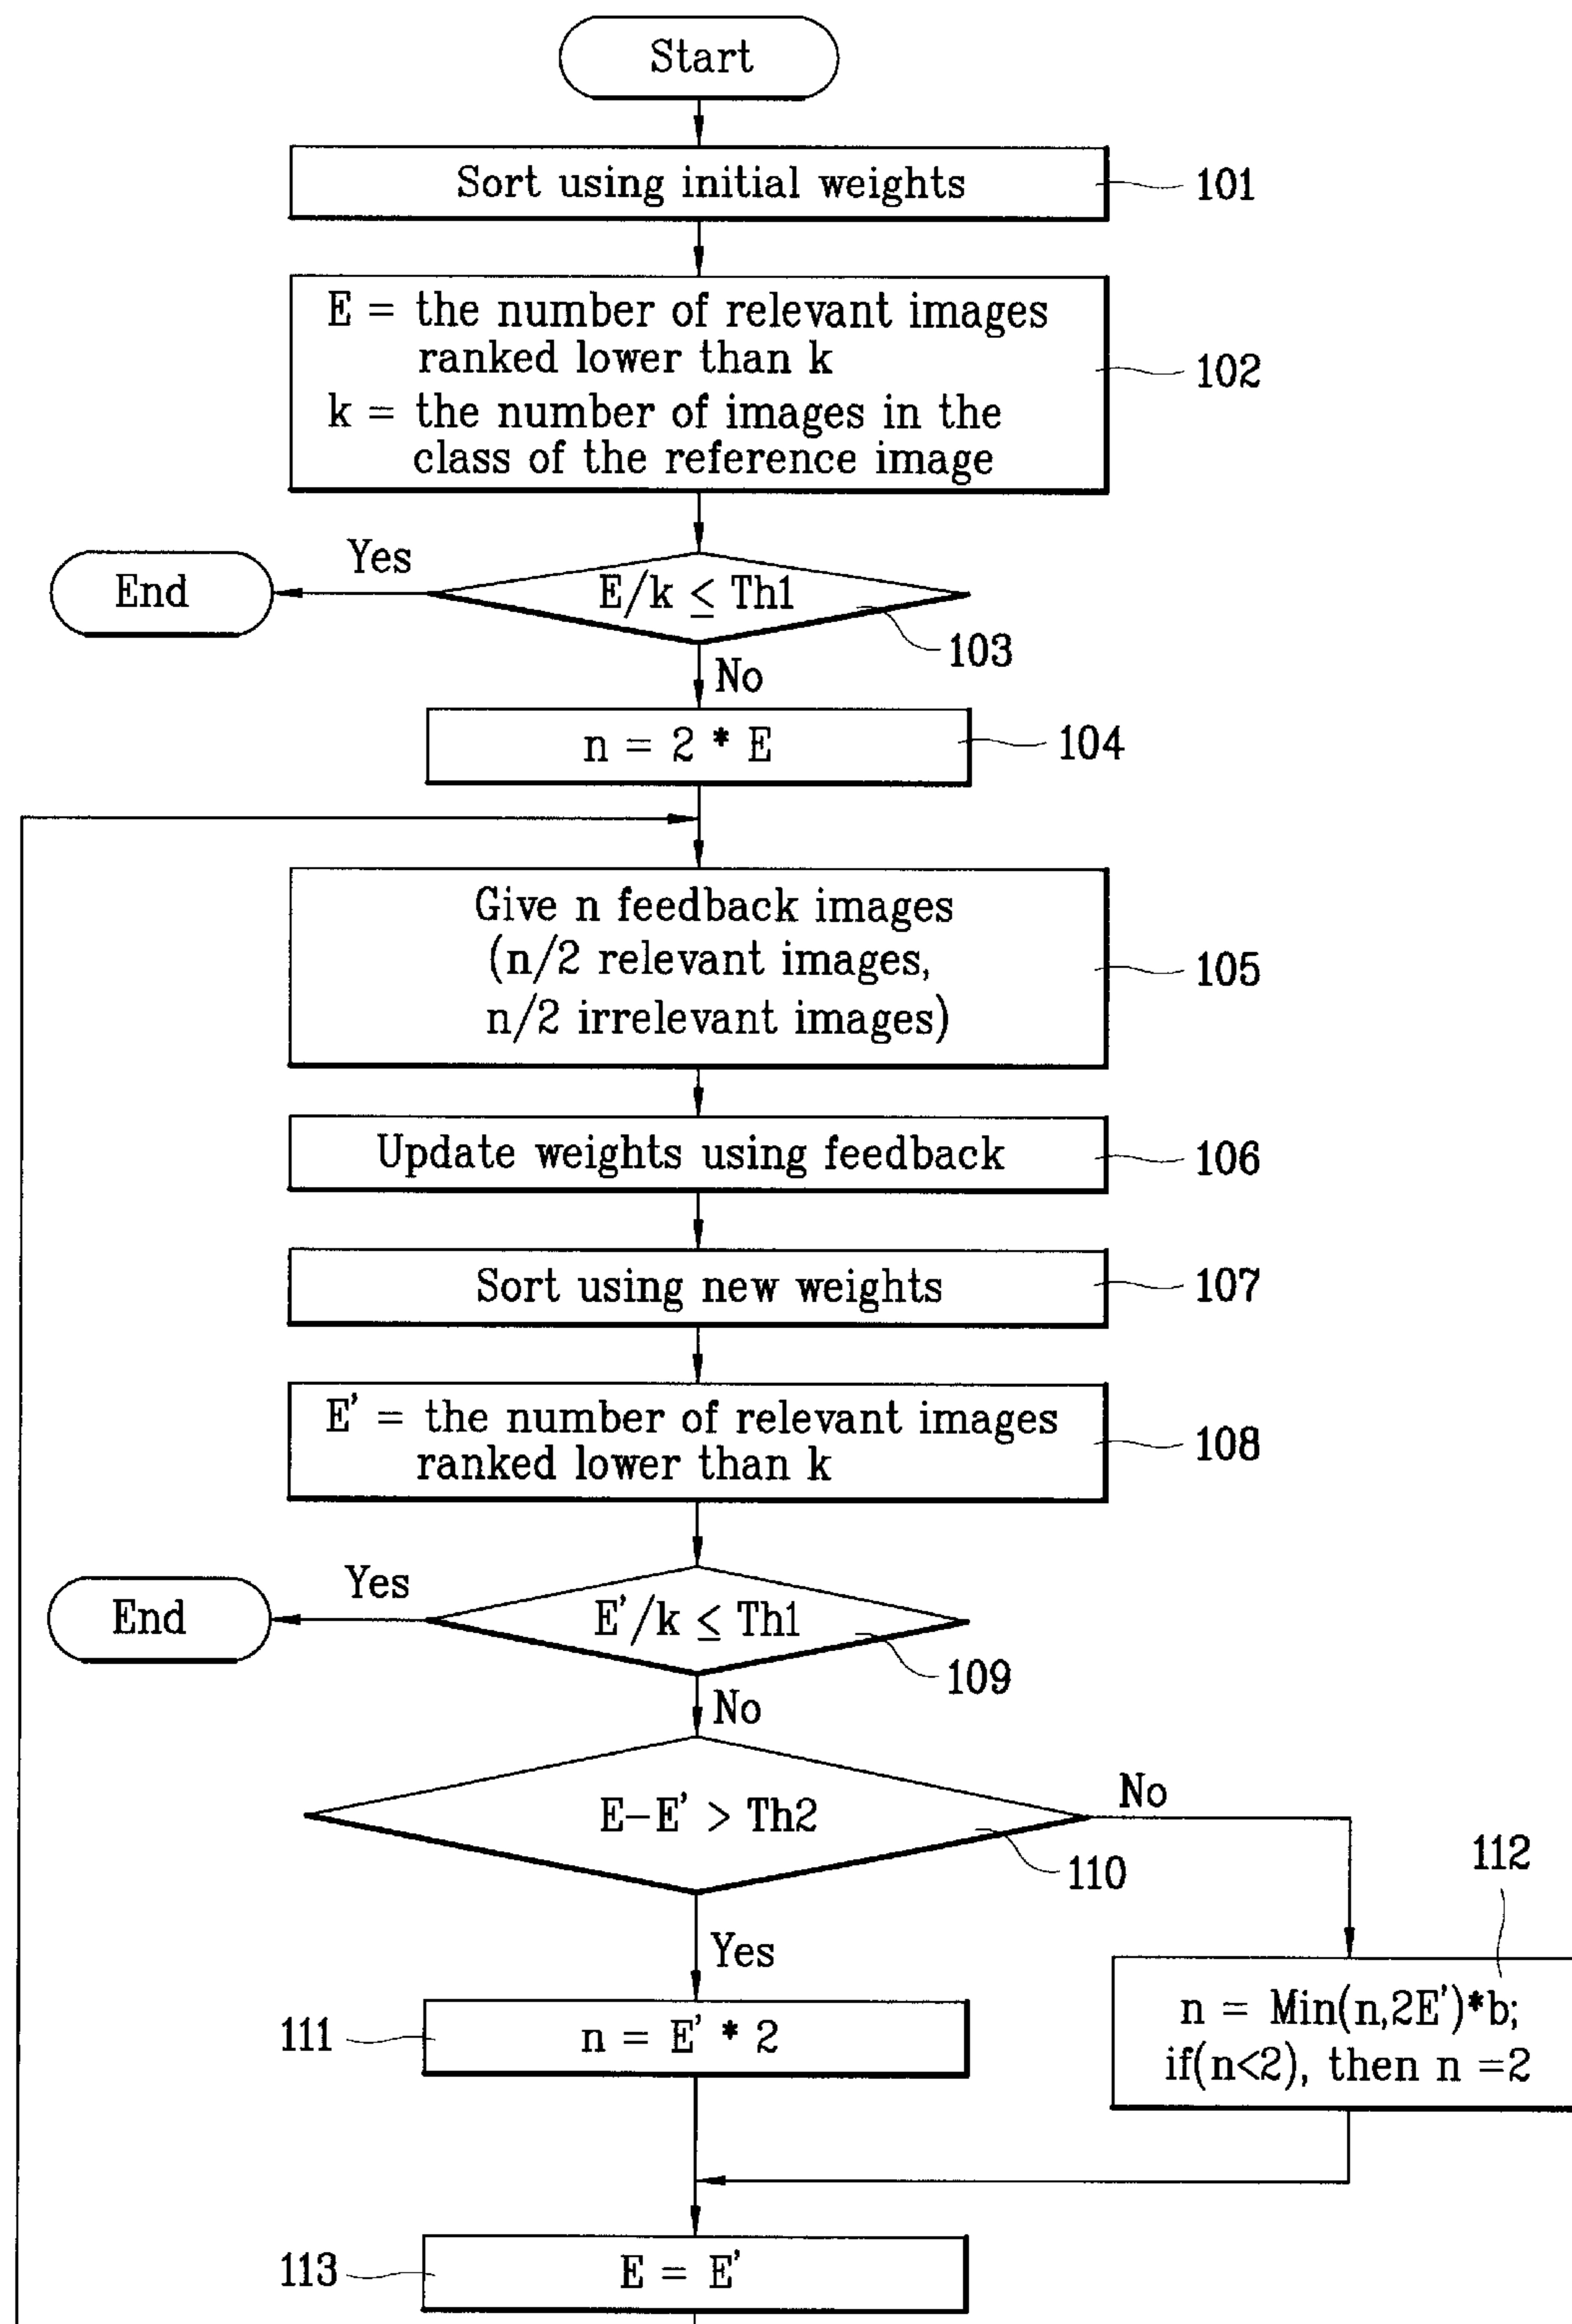 Start
Sort using initial weights
101
E = the number of relevant images
ranked lower than k
k = the number of images in the
class of the reference image
102
Yes
End
E/k ≤ Th1
103
No
n = 2 * E
104
Give n feedback images
(n/2 relevant images,
n/2 irrelevant images)
105
Update weights using feedback
106
Sort using new weights
107
E' = the number of relevant images
ranked lower than k
108
Yes
End
E'/k ≤ Th1
109
No
E-E' > Th2
No
110
112
Yes
n = Min(n,2E')*b;
if(n<2), then n =2
111
n = E' * 2
113
E = E'